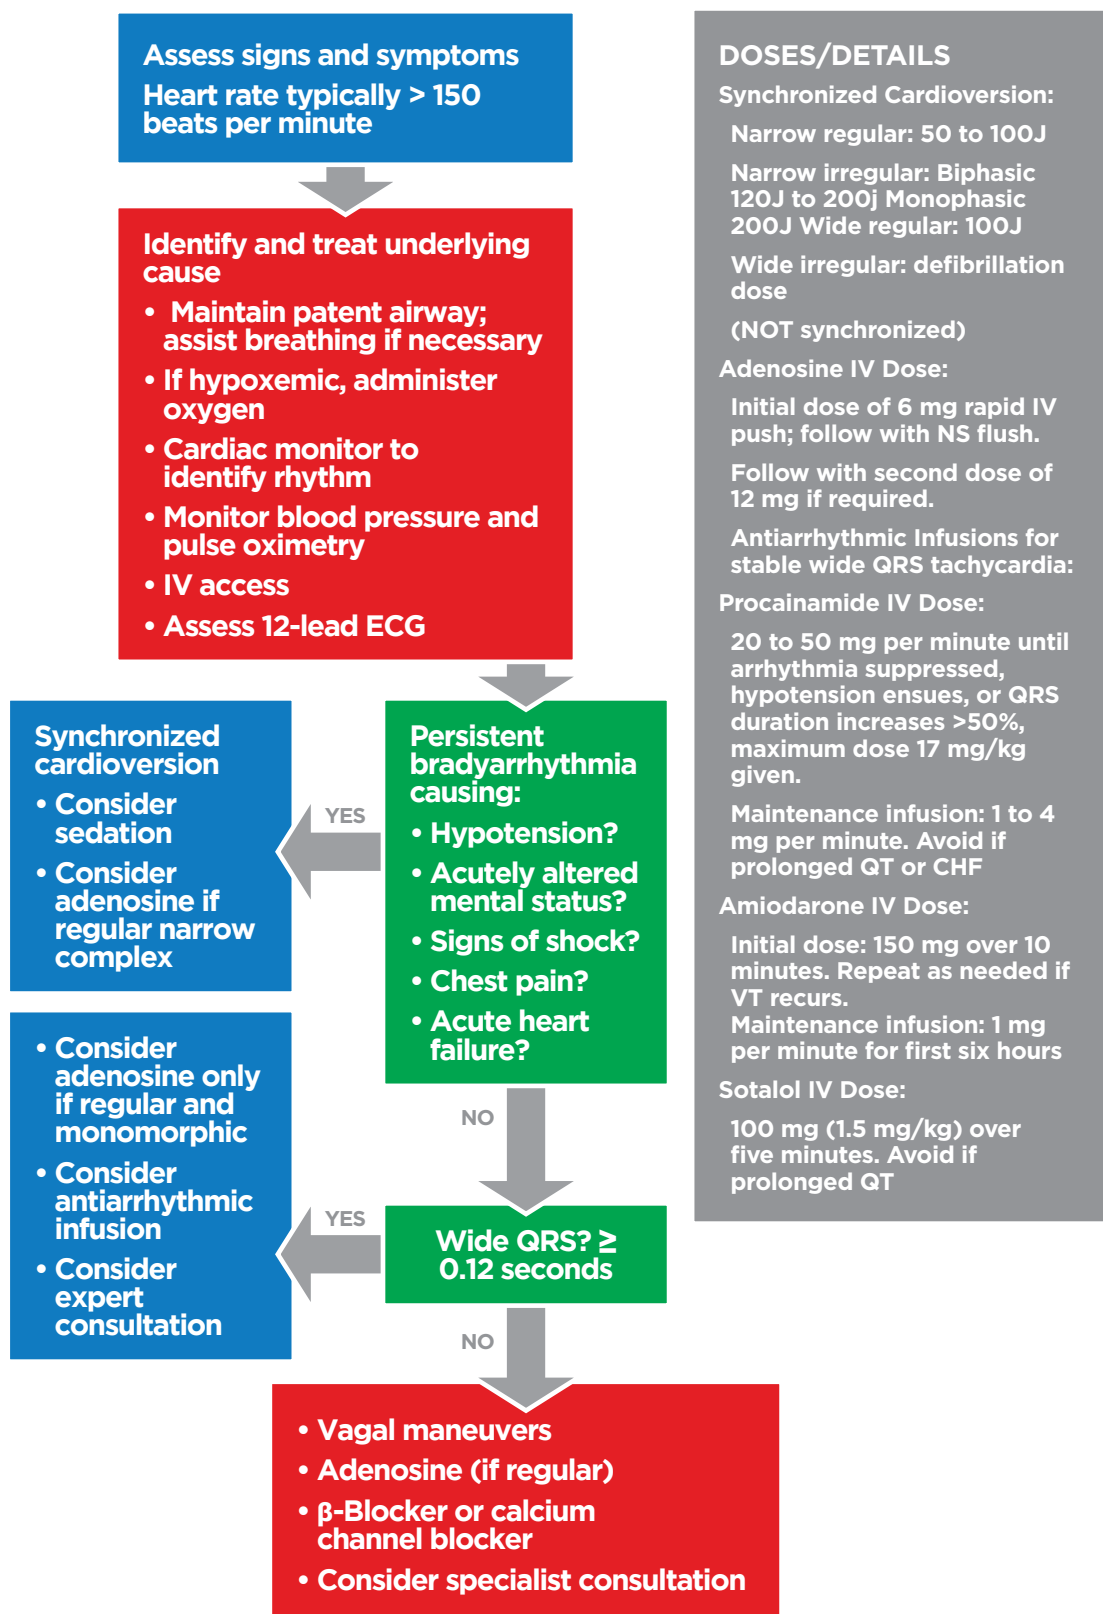 Assess signs and symptoms
Heart rate typically > 150
beats per minute
Identify and treat underlying
cause
• Maintain patent airway;
assist breathing if necessary
• If hypoxemic, administer
oxygen
• Cardiac monitor to
identify rhythm
• Monitor blood pressure and
pulse oximetry
• IV access
• Assess 12-lead ECG
Persistent
bradyarrhythmia
causing:
• Hypotension?
• Acutely altered
mental status?
• Signs of shock?
• Chest pain?
• Acute heart
failure?
YES
Synchronized
cardioversion
• Consider
sedation
• Consider
adenosine if
regular narrow
complex
NO
Wide QRS? ≥
0.12 seconds
YES
• Consider
adenosine only
if regular and
monomorphic
• Consider
antiarrhythmic
infusion
• Consider
expert
consultation
NO
• Vagal maneuvers
• Adenosine (if regular)
• β-Blocker or calcium
channel blocker
• Consider specialist consultation
DOSES/DETAILS
Synchronized Cardioversion:
Narrow regular: 50 to 100J
Narrow irregular: Biphasic
120J to 200j Monophasic
200J Wide regular: 100J
Wide irregular: defibrillation
dose
(NOT synchronized)
Adenosine IV Dose:
Initial dose of 6 mg rapid IV
push; follow with NS flush.
Follow with second dose of
12 mg if required.
Antiarrhythmic Infusions for
stable wide QRS tachycardia:
Procainamide IV Dose:
20 to 50 mg per minute until
arrhythmia suppressed,
hypotension ensues, or QRS
duration increases >50%,
maximum dose 17 mg/kg
given.
Maintenance infusion: 1 to 4
mg per minute. Avoid if
prolonged QT or CHF
Amiodarone IV Dose:
Initial dose: 150 mg over 10
minutes. Repeat as needed if
VT recurs.
Maintenance infusion: 1 mg
per minute for first six hours
Sotalol IV Dose:
100 mg (1.5 mg/kg) over
five minutes. Avoid if
prolonged QT